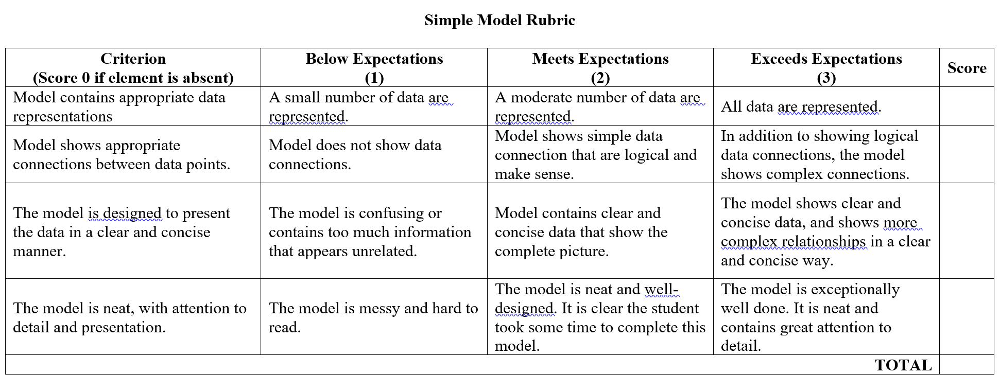 Simple Model Rubric
Criterion
(Score 0 if element is absent)
Below Expectations
(1)
Meets Expectations
(2)
Exceeds Expectations
(3)
Score
Model contains appropriate data
representations
A small number of data are
represented.
A moderate number of data are
represented.
All data are represented.
Model shows appropriate
connections between data points.
Model does not show data
connections.
Model shows simple data
connection that are logical and
make sense.
In addition to showing logical
data connections, the model
shows complex connections.
The model is designed to present
the data in a clear and concise
manner.
The model is confusing or
contains too much information
that appears unrelated.
Model contains clear and
concise data that show the
complete picture.
The model shows clear and
concise data, and shows more
complex relationships in a clear
and concise way.
The model is neat, with attention to
detail and presentation.
The model is messy and hard to
read.
The model is neat and well-
designed. It is clear the student
took some time to complete this
model.
The model is exceptionally
well done. It is neat and
contains great attention to
detail.
TOTAL